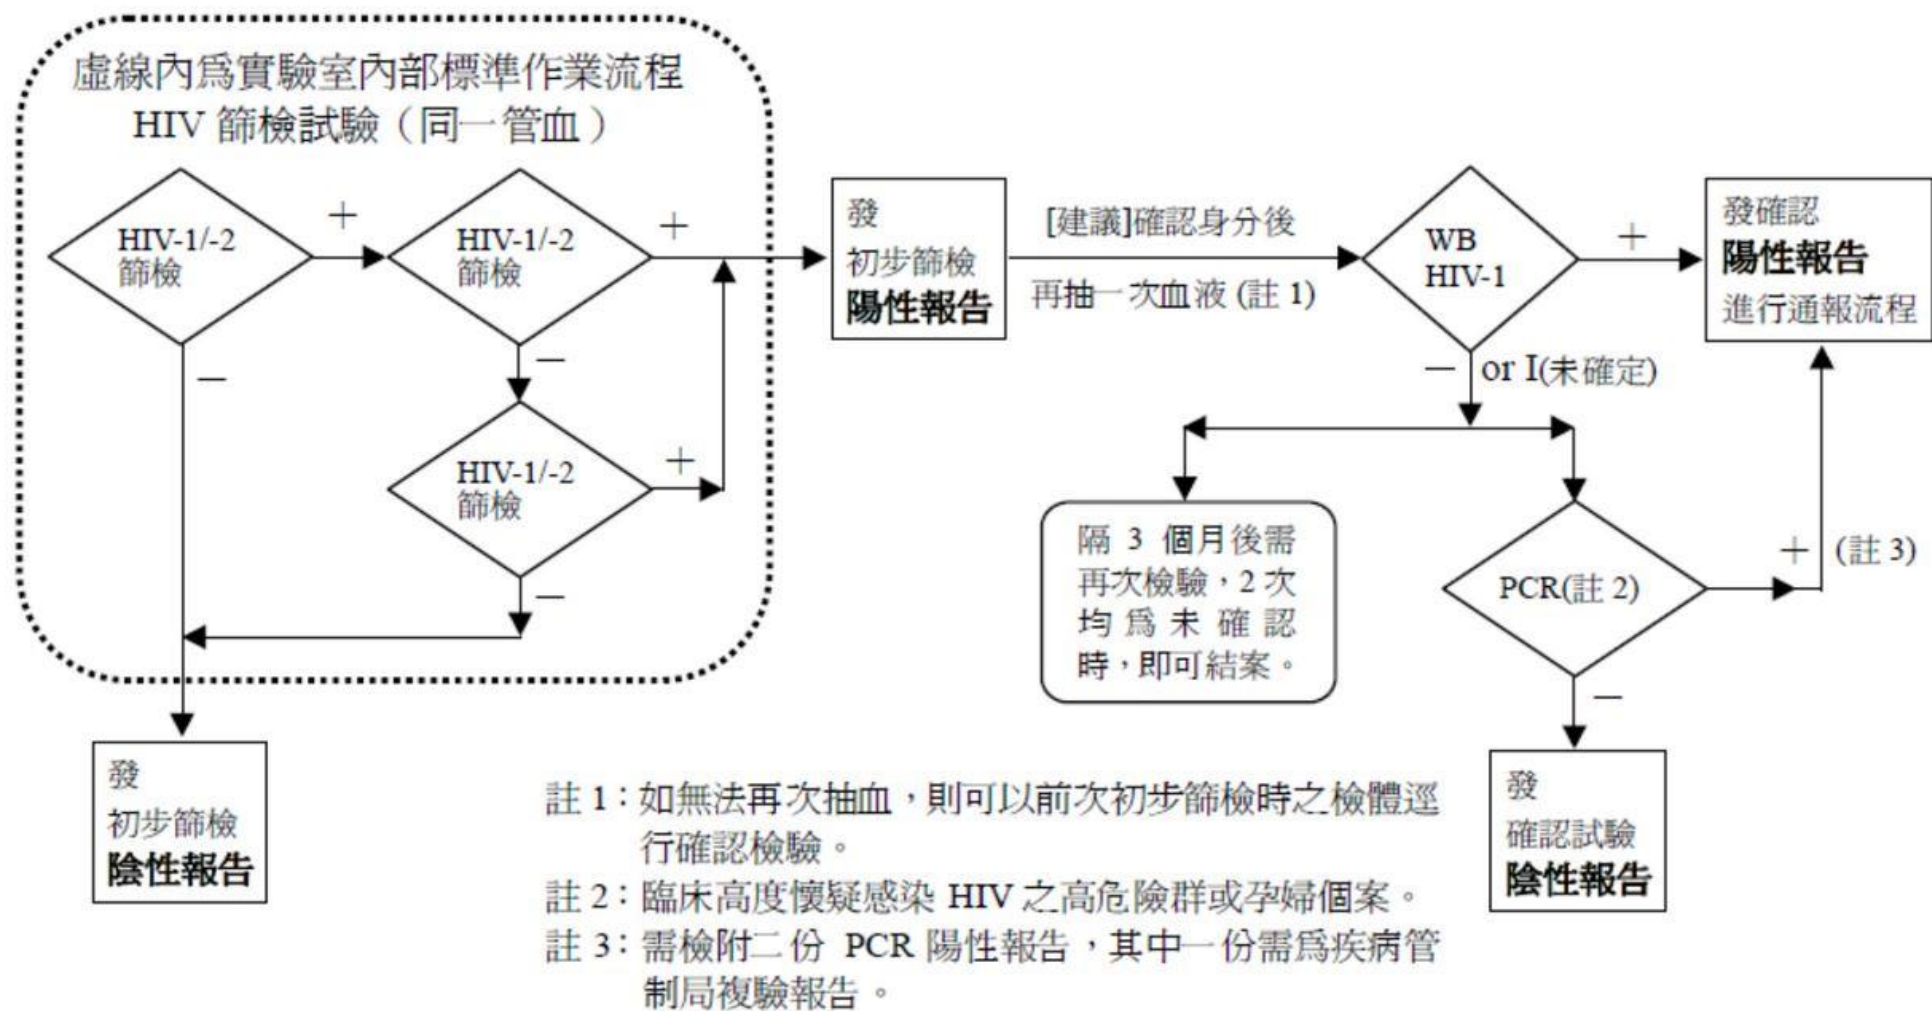 虛線內爲實驗室內部標準作業流程
HIV 篩檢試驗（同一管血）
HIV-1/-2
篩檢
＋
HIV-1/-2
篩檢
＋
－
－
HIV-1/-2
篩檢
＋
－
發
初步篩檢
陰性報告
發
初步篩檢
陽性報告
[建議]確認身分後
再抽一次血液 (註 1)
WB
HIV-1
＋
發確認
陽性報告
進行通報流程
－ or I(未確定)
隔 3 個月後需
再次檢驗，2 次
均爲未確認
時，即可結案。
PCR(註 2)
＋ (註 3)
－
發
確認試驗
陰性報告
註 1：如無法再次抽血，則可以前次初步篩檢時之檢體逕
行確認檢驗。
註 2：臨床高度懷疑感染 HIV 之高危險群或孕婦個案。
註 3：需檢附二份 PCR 陽性報告，其中一份需爲疾病管
制局複驗報告。